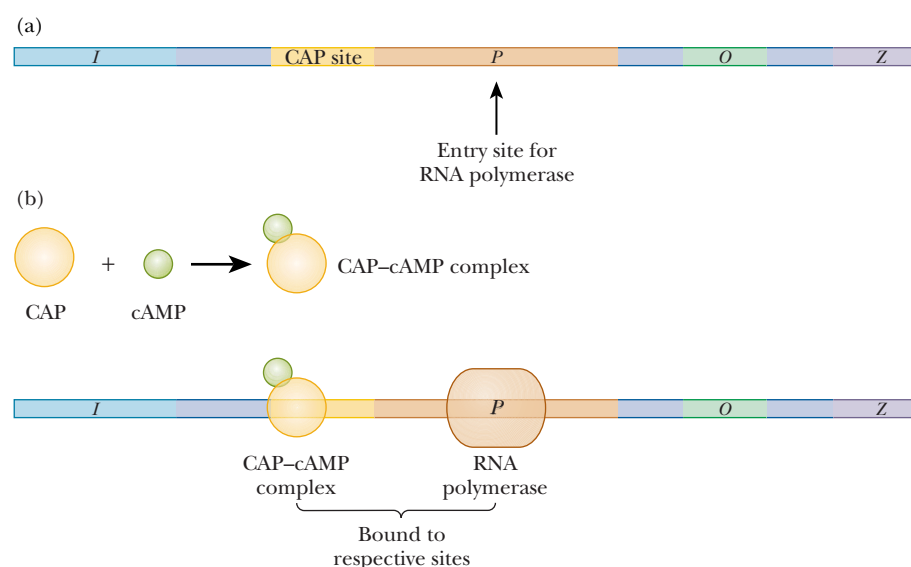 (a)
I CAP site P O Z
Entry site for
RNA polymerase
(b)
+
CAP–cAMP complex
CAP cAMP
I P O Z
CAP–cAMP
complex
RNA
polymerase
Bound to
respective sites